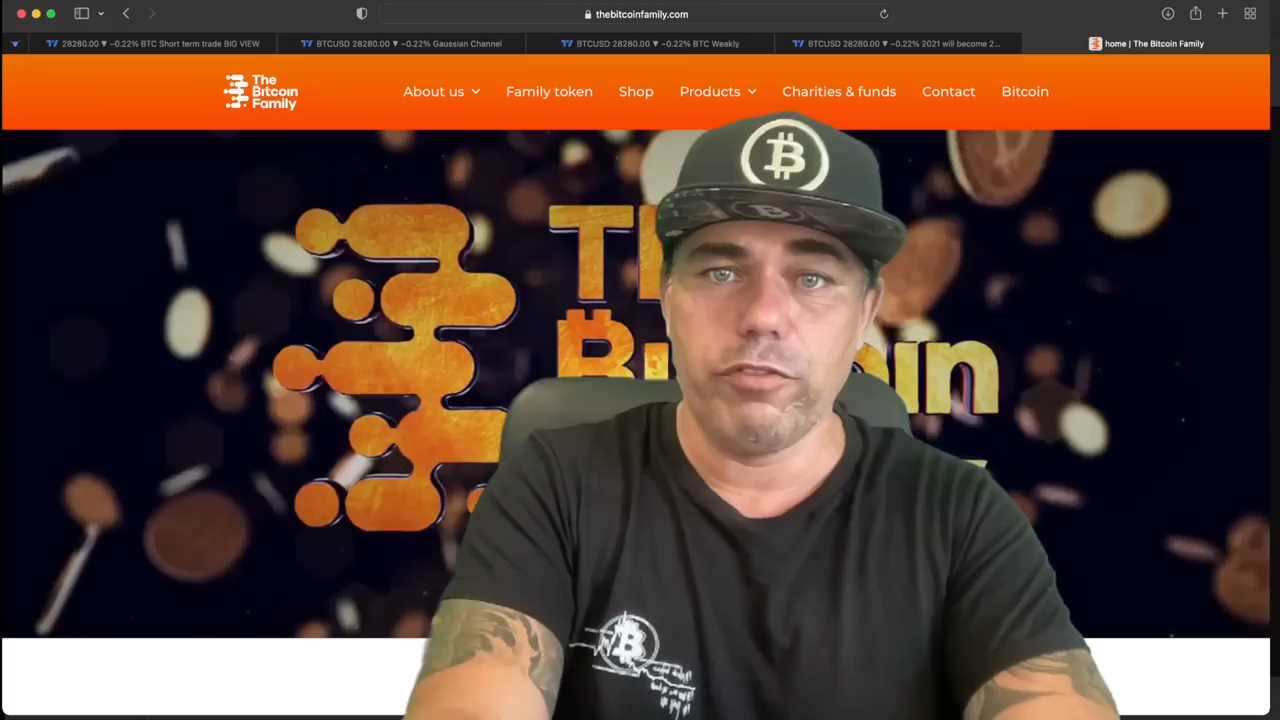 thebitcoinfamily.com
28280.00 ▼ −0.22% BTC Short term trade BIG VIEW
BTCUSD 28280.00 ▼ −0.22% Gaussian Channel
BTCUSD 28280.00 ▼ −0.22% BTC Weekly
BTCUSD 28280.00 ▼ −0.22% 2021 will become 2...
home | The Bitcoin Family
The
Bitcoin
Family
About us
Family token
Shop
Products
Charities & funds
Contact
Bitcoin